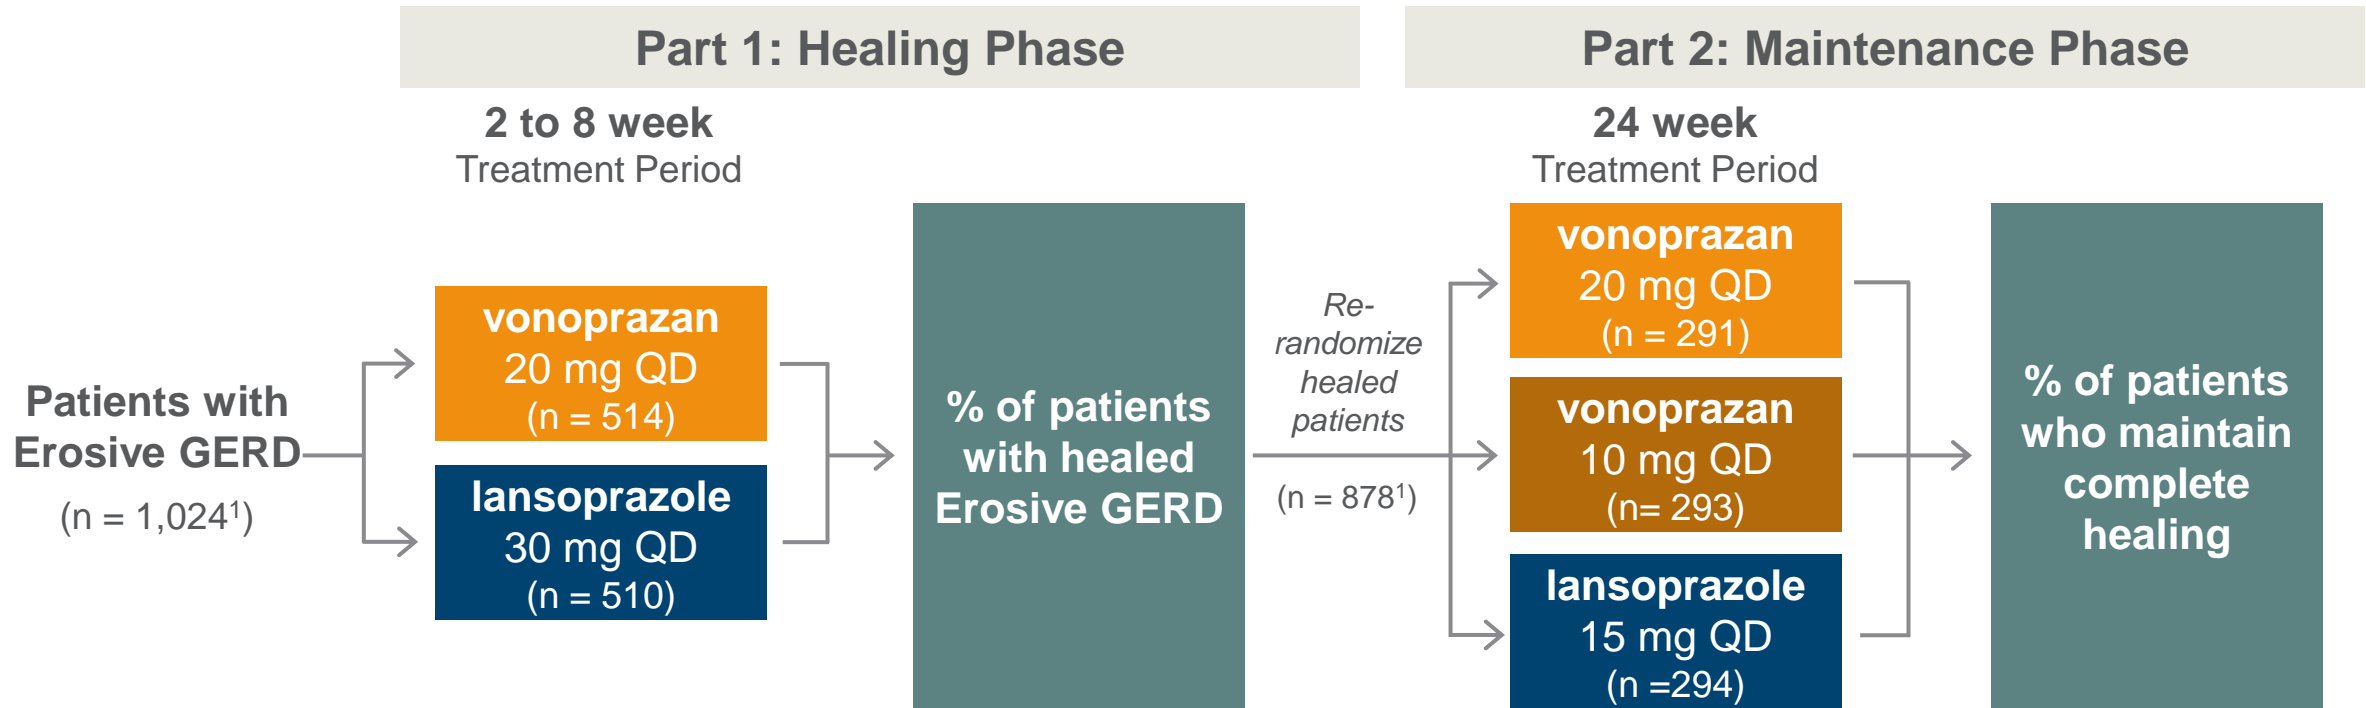 Part 1: Healing Phase
Part 2: Maintenance Phase
2 to 8 week
Treatment Period
24 week
Treatment Period
Patients with
Erosive GERD
(n = 1,024¹)
vonoprazan
20 mg QD
(n = 514)
lansoprazole
30 mg QD
(n = 510)
% of patients
with healed
Erosive GERD
Re-
randomize
healed
patients
(n = 878¹)
vonoprazan
20 mg QD
(n = 291)
vonoprazan
10 mg QD
(n= 293)
lansoprazole
15 mg QD
(n =294)
% of patients
who maintain
complete
healing